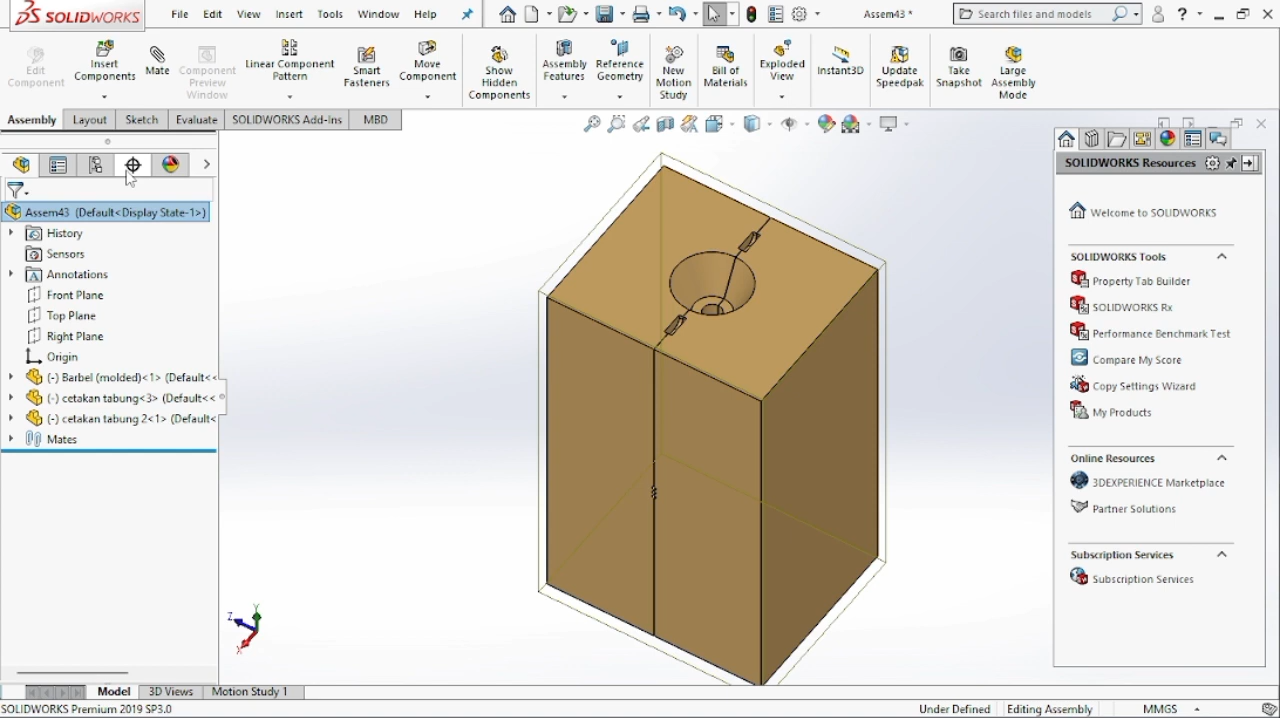 SOLIDWORKS
File Edit View Insert Tools Window Help
Assem43 *
Search files and models
Edit Component
Insert Components
Mate
Component Preview Window
Linear Component Pattern
Smart Fasteners
Move Component
Show Hidden Components
Assembly Features
Reference Geometry
New Motion Study
Bill of Materials
Exploded View
Instant3D
Update Speedpak
Take Snapshot
Large Assembly Mode
Assembly Layout Sketch Evaluate SOLIDWORKS Add-Ins MBD
Assem43 (Default<Display State-1>)
History
Sensors
Annotations
Front Plane
Top Plane
Right Plane
Origin
(-) Barbel (molded)<1> (Default<<
(-) cetakan tabung<3> (Default<<
(-) cetakan tabung 2<1> (Default<
Mates
Y
Z
X
SOLIDWORKS Resources
Welcome to SOLIDWORKS
SOLIDWORKS Tools
Property Tab Builder
SOLIDWORKS Rx
Performance Benchmark Test
Compare My Score
Copy Settings Wizard
My Products
Online Resources
3DEXPERIENCE Marketplace
Partner Solutions
Subscription Services
Subscription Services
Model 3D Views Motion Study 1
SOLIDWORKS Premium 2019 SP3.0
Under Defined Editing Assembly MMGS